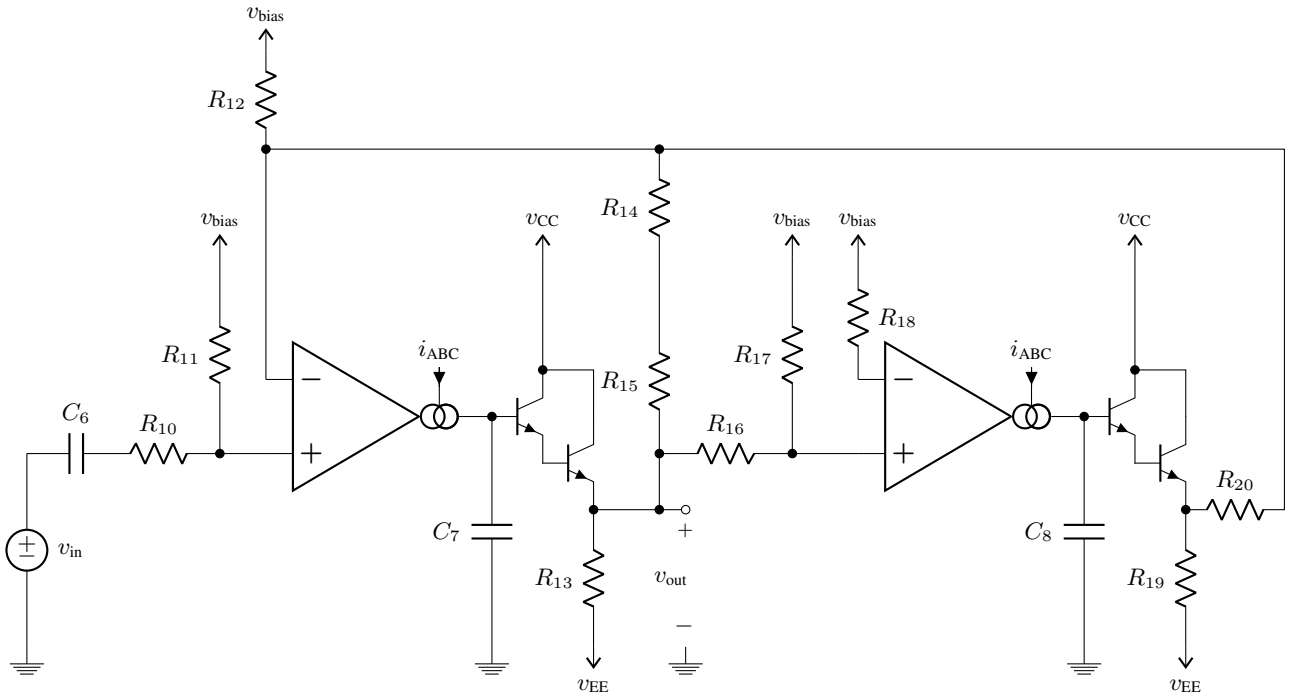 v_bias
R_12
R_14
v_bias
v_CC
v_bias
v_bias
v_CC
R_11
i_ABC
R_15
R_17
R_18
i_ABC
−
−
C_6
R_10
R_16
+
+
R_20
±
v_in
C_7
+
C_8
R_13
v_out
R_19
−
v_EE
v_EE